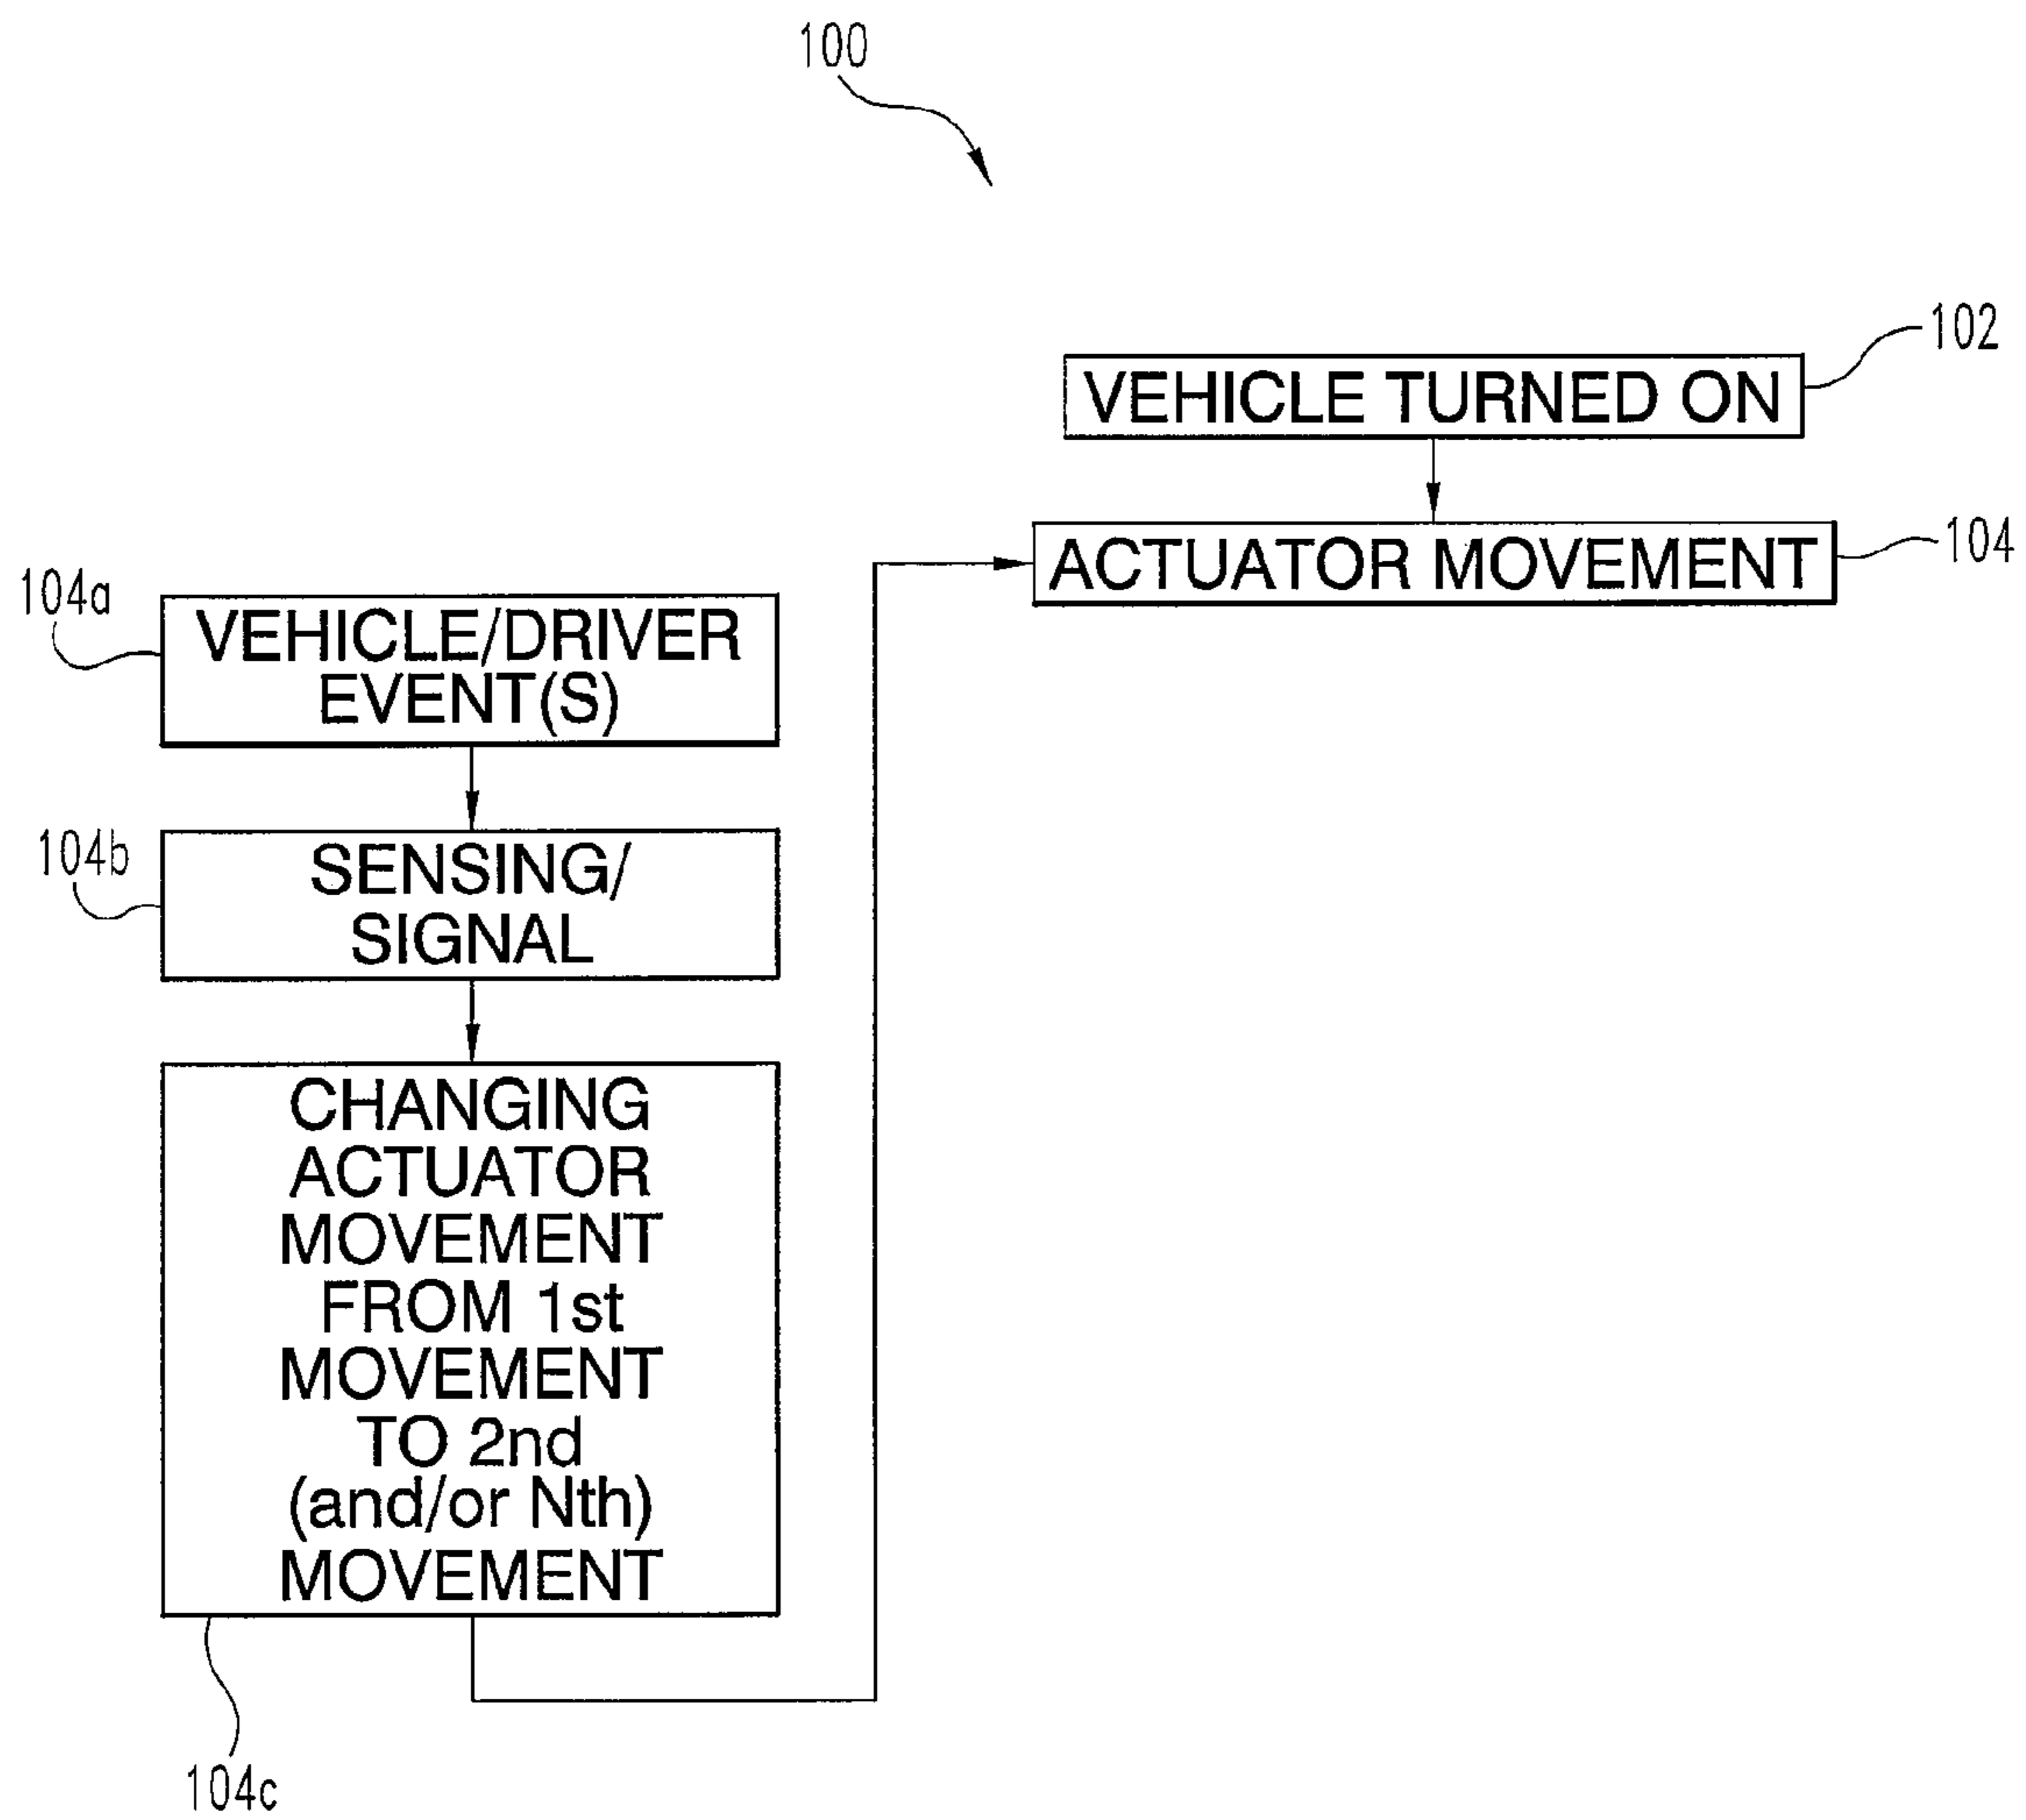 100
102
VEHICLE TURNED ON
104
ACTUATOR MOVEMENT
104a
VEHICLE/DRIVER
EVENT(S)
104b
SENSING/
SIGNAL
CHANGING
ACTUATOR
MOVEMENT
FROM 1st
MOVEMENT
TO 2nd
(and/or Nth)
MOVEMENT
104c